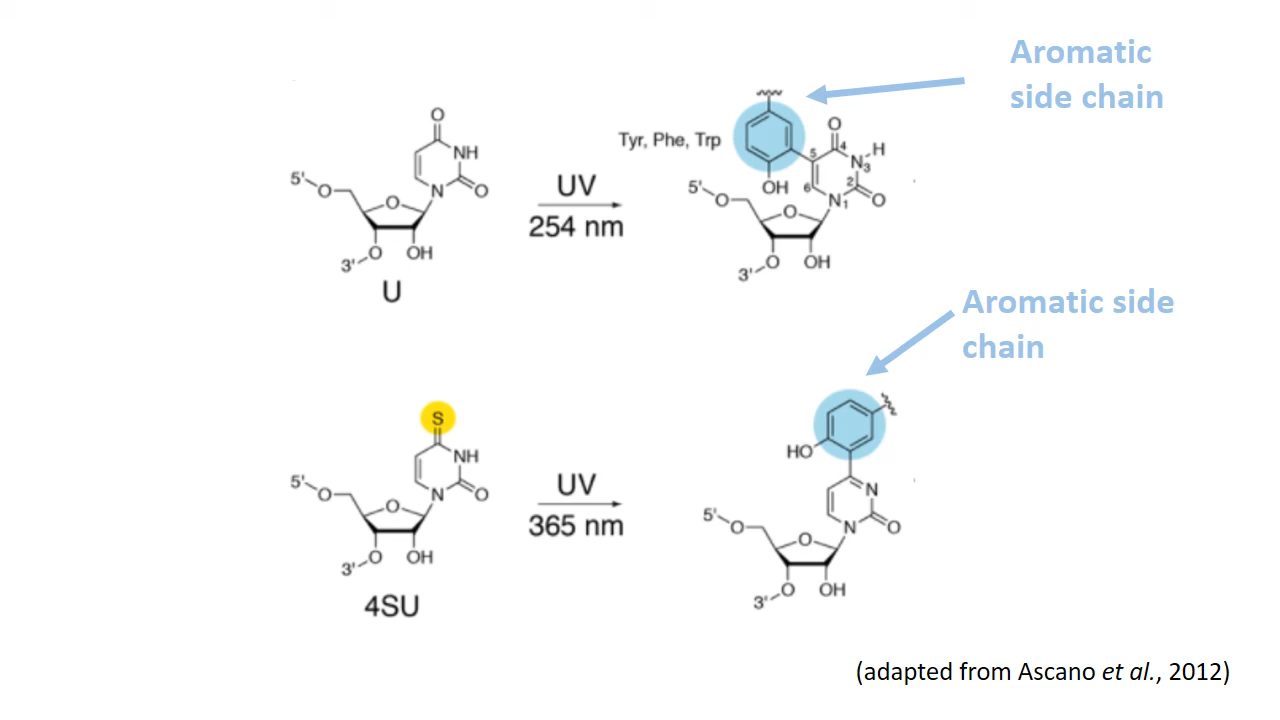 Aromatic
side chain
Tyr, Phe, Trp
O
NH
N
O
5'
O
O
O
OH
3'
U
UV
254 nm
O
5
4
H
N
3
OH
6
2
N
1
O
5'
O
O
O
OH
3'
Aromatic side
chain
S
NH
N
O
5'
O
O
O
OH
3'
4SU
UV
365 nm
HO
N
N
O
5'
O
O
O
OH
3'
(adapted from Ascano et al., 2012)